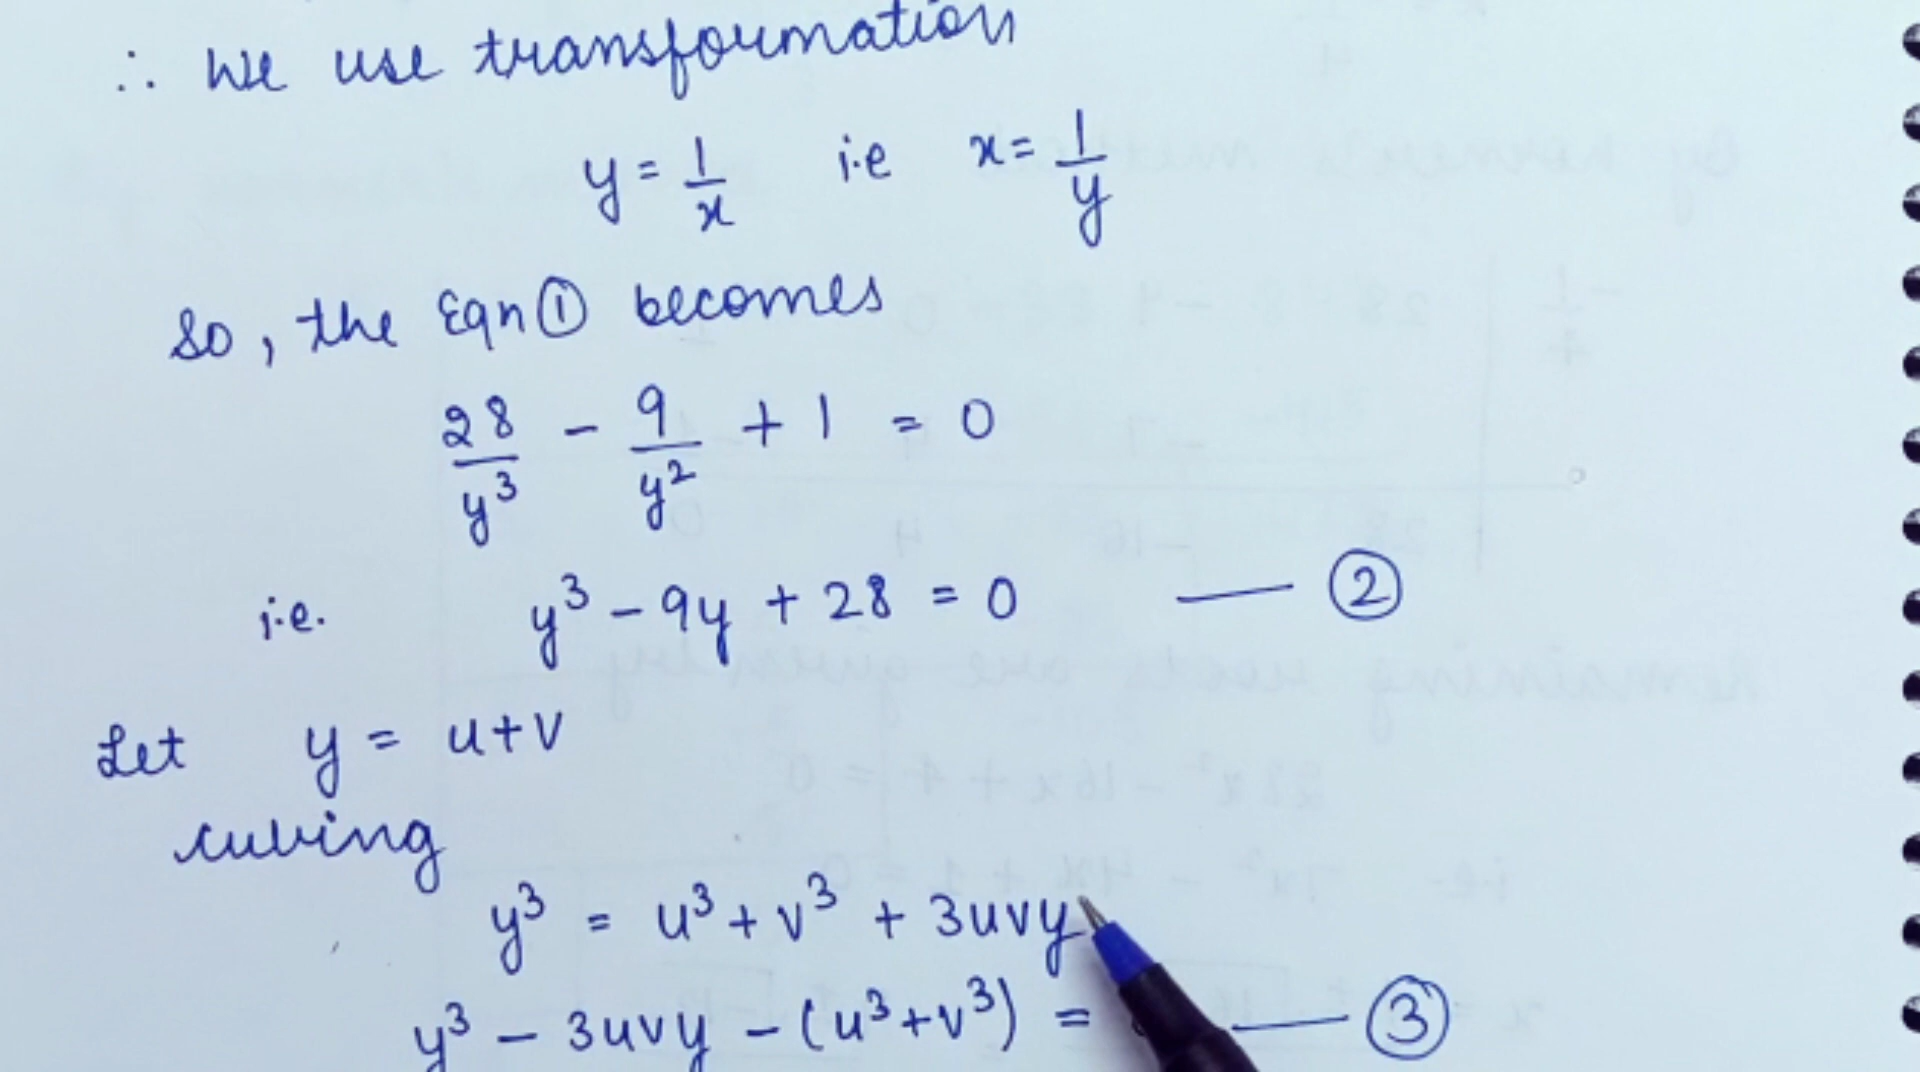 ∴ We use transformation
y = 1/x i.e x = 1/y
So, the Eqn ① becomes
28/y³ - 9/y² + 1 = 0
i.e. y³ - 9y + 28 = 0 — ②
Let y = u+v
cubing
y³ = u³ + v³ + 3uvy
y³ - 3uvy - (u³+v³) = — ③